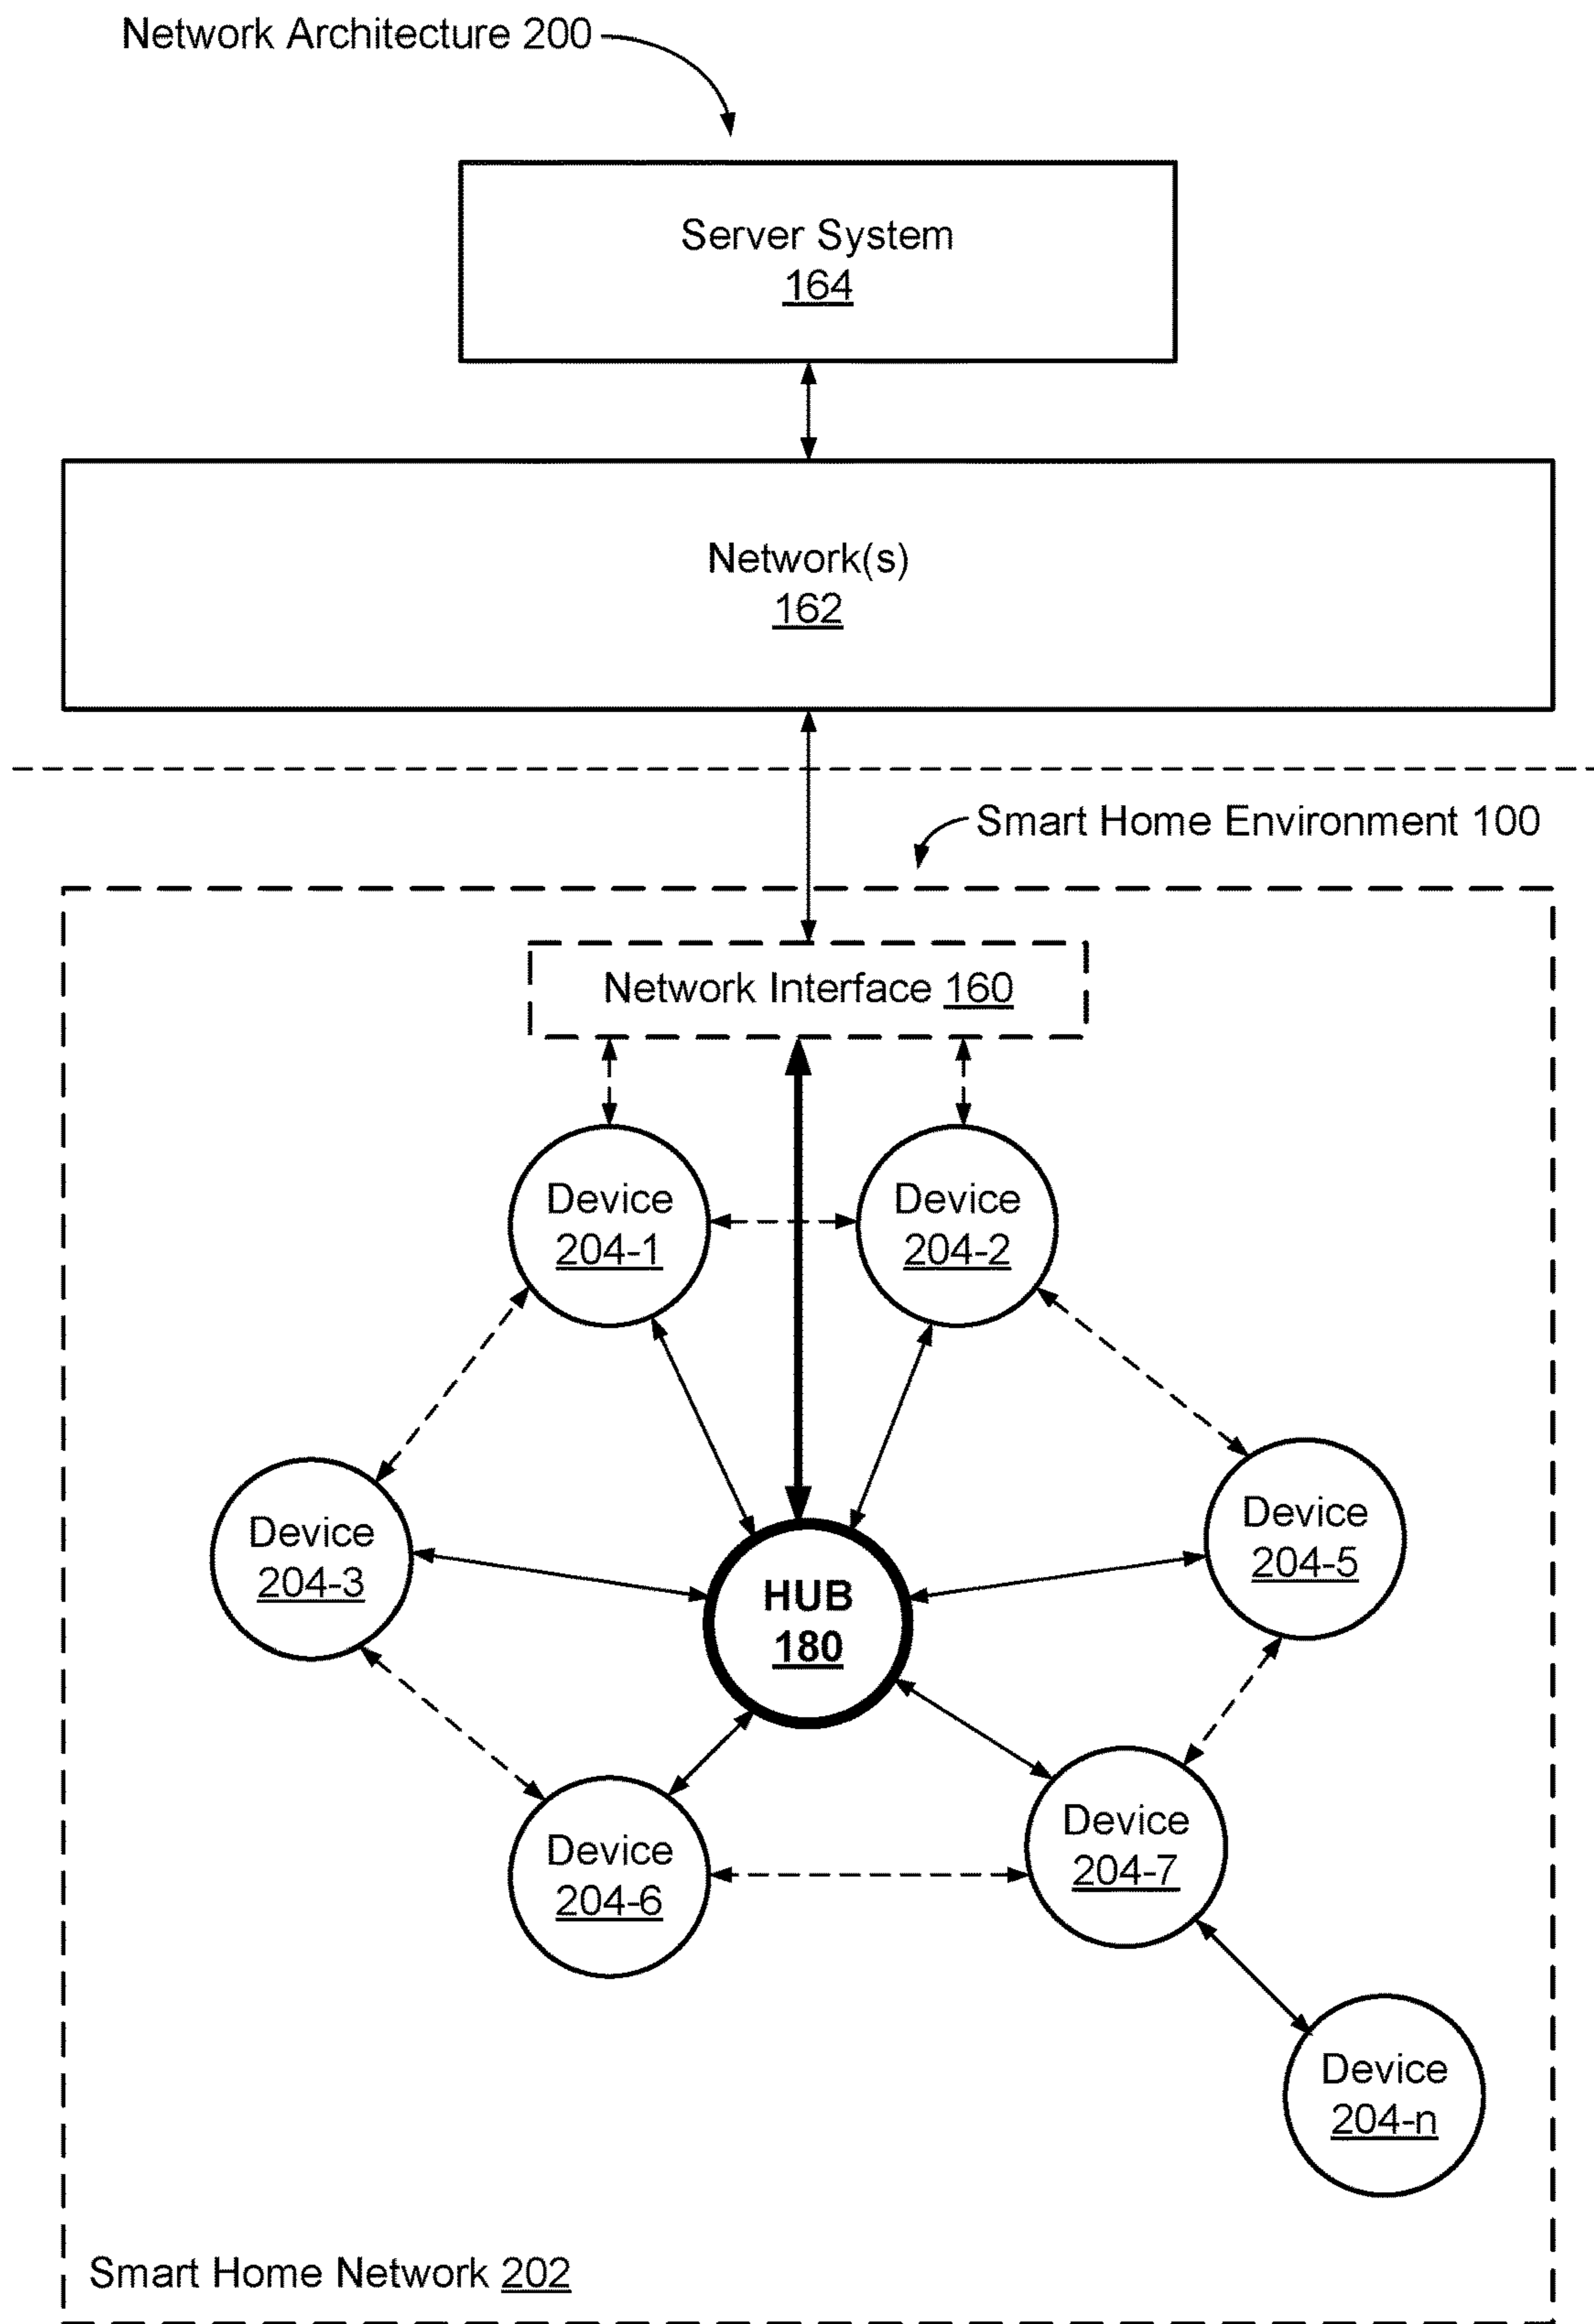 Network Architecture 200
Server System
164
Network(s)
162
Smart Home Environment 100
Network Interface 160
Device
204-1
Device
204-2
Device
204-3
Device
204-5
HUB
180
Device
204-6
Device
204-7
Device
204-n
Smart Home Network 202